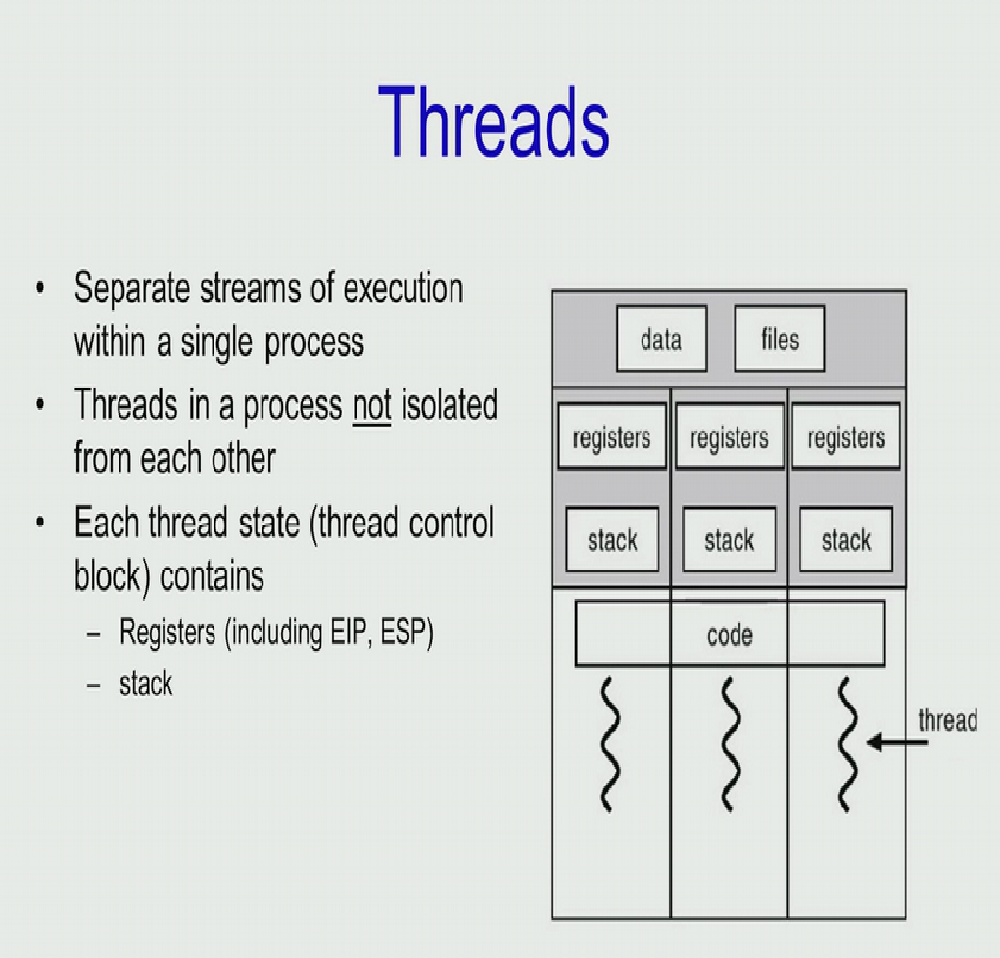 Threads
• Separate streams of execution
within a single process
• Threads in a process not isolated
from each other
• Each thread state (thread control
block) contains
– Registers (including EIP, ESP)
– stack
data files
registers registers registers
stack stack stack
code
thread